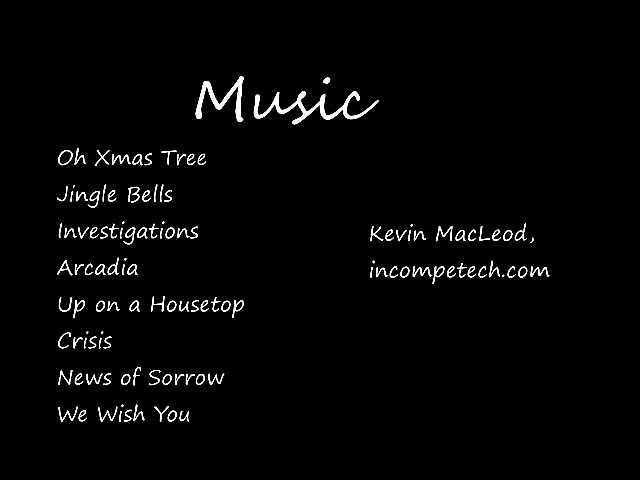 Music
Oh Xmas Tree
Jingle Bells
Investigations
Arcadia
Up on a Housetop
Crisis
News of Sorrow
We Wish You
Kevin MacLeod,
incompetech.com